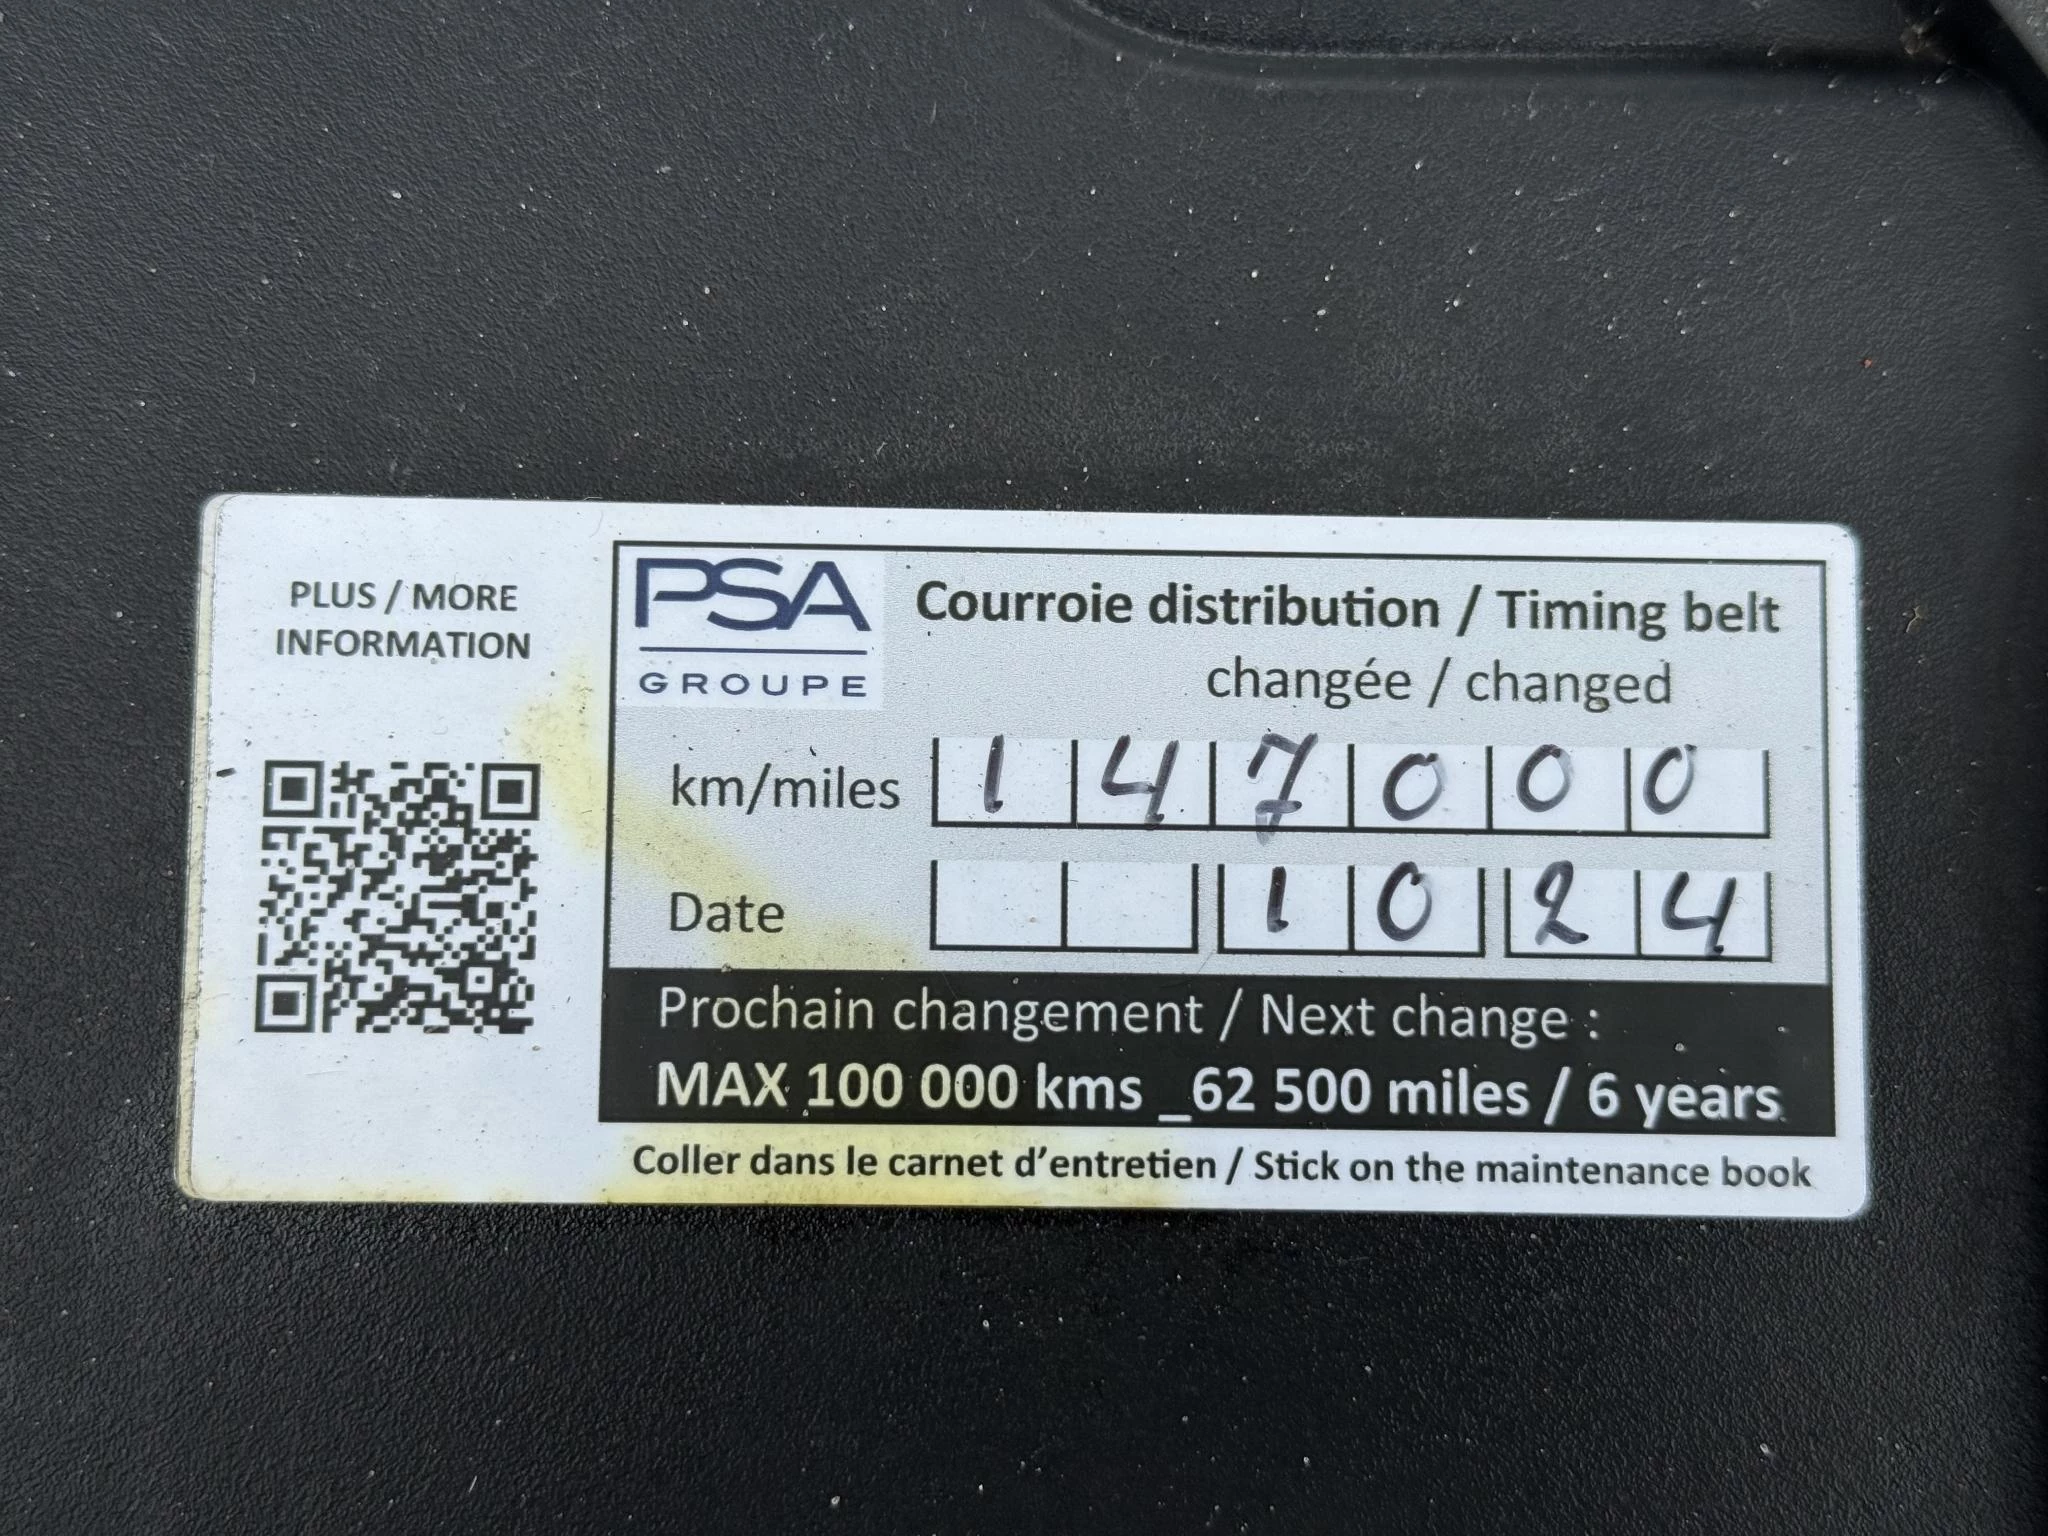 PLUS / MORE
INFORMATION
PSA
GROUPE
Courroie distribution / Timing belt
changée / changed
km/miles 147000
Date 10 24
Prochain changement / Next change :
MAX 100 000 kms _62 500 miles / 6 years
Coller dans le carnet d'entretien / Stick on the maintenance book